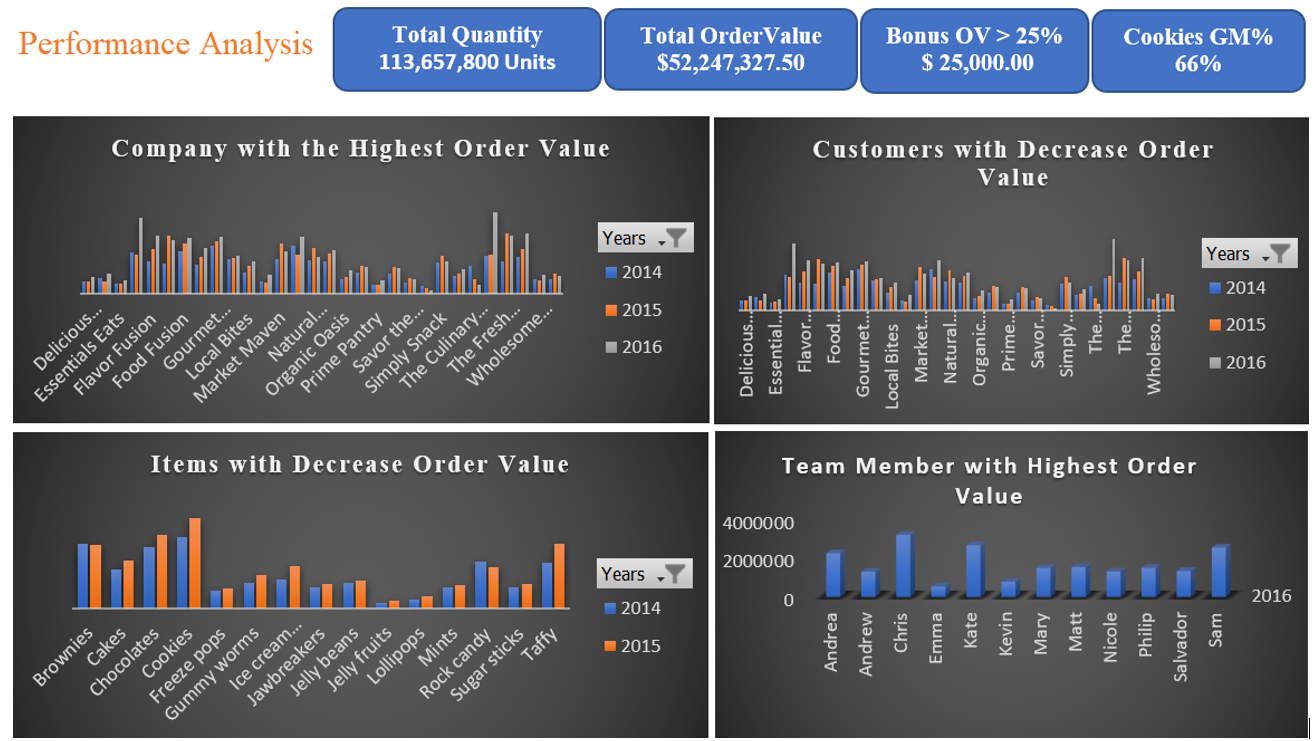 Performance Analysis
Total Quantity
113,657,800 Units
Total OrderValue
$52,247,327.50
Bonus OV > 25%
$ 25,000.00
Cookies GM%
66%
Company with the Highest Order Value
Years
2014
2015
2016
Delicious...
Essentials Eats
Flavor Fusion
Food Fusion
Gourmet...
Local Bites
Market Maven
Natural...
Organic Oasis
Prime Pantry
Savor the...
Simply Snack
The Culinary...
The Fresh...
Wholesome...
Customers with Decrease Order
Value
Years
2014
2015
2016
Delicious...
Essential...
Flavor...
Food...
Gourmet...
Local Bites
Market...
Natural...
Organic...
Prime...
Savor...
Simply...
The...
The...
Wholeso...
Items with Decrease Order Value
Years
2014
2015
Brownies
Cakes
Chocolates
Cookies
Freeze pops
Gummy worms
Ice cream...
Jawbreakers
Jelly beans
Jelly fruits
Lollipops
Mints
Rock candy
Sugar sticks
Taffy
Team Member with Highest Order
Value
4000000
2000000
0
2016
Andrea
Andrew
Chris
Emma
Kate
Kevin
Mary
Matt
Nicole
Philip
Salvador
Sam